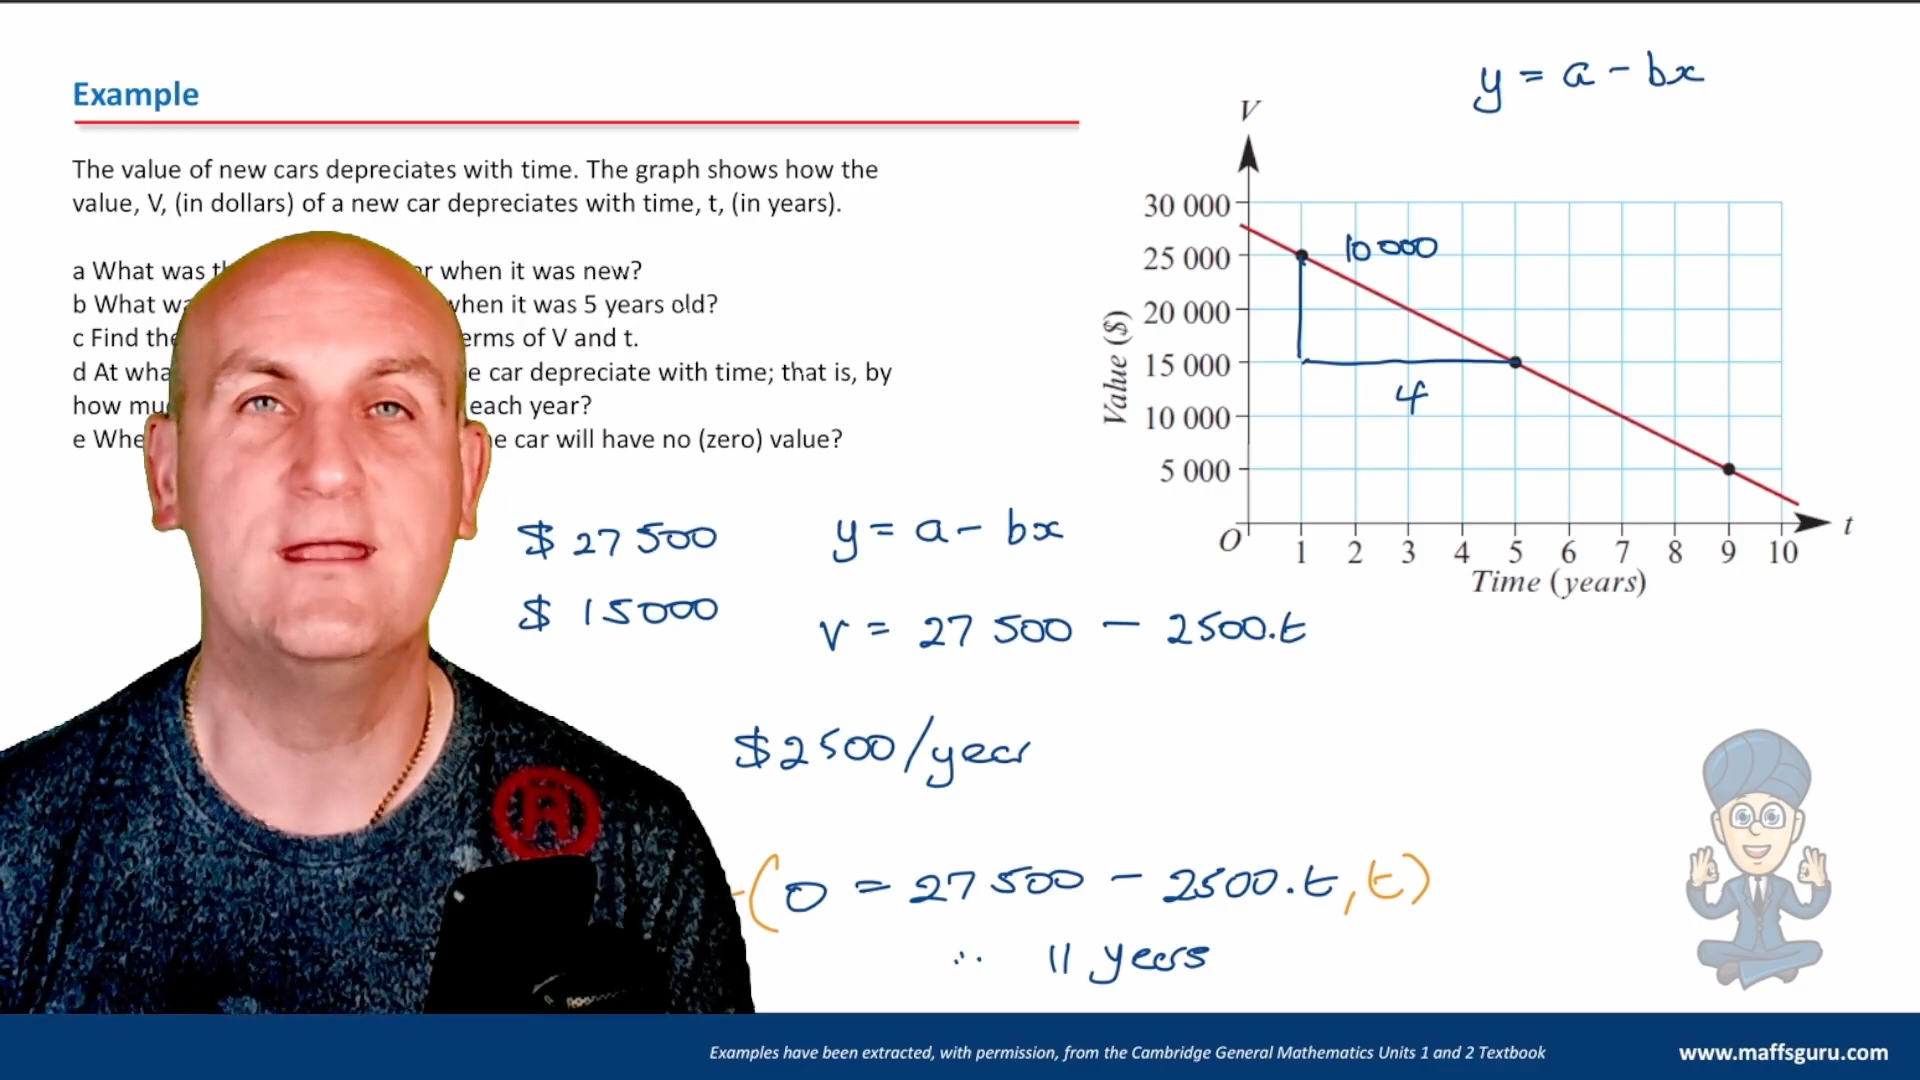 y = a - bx
Example
The value of new cars depreciates with time. The graph shows how the
value, V, (in dollars) of a new car depreciates with time, t, (in years).
a What was when it was new?
b What when it was 5 years old?
c Find the terms of V and t.
d At car depreciate with time; that is, by
how each year?
e car will have no (zero) value?
V
30 000
25 000
20 000
15 000
10 000
5 000
Value ($)
10 000
4
O 1 2 3 4 5 6 7 8 9 10 t
Time (years)
$ 27 500
$ 15000
y = a - bx
V = 27 500 - 2500.t
$2500/year
(0 = 27 500 - 2500.t, t)
∴ 11 years
R
Examples have been extracted, with permission, from the Cambridge General Mathematics Units 1 and 2 Textbook
www.maffsguru.com